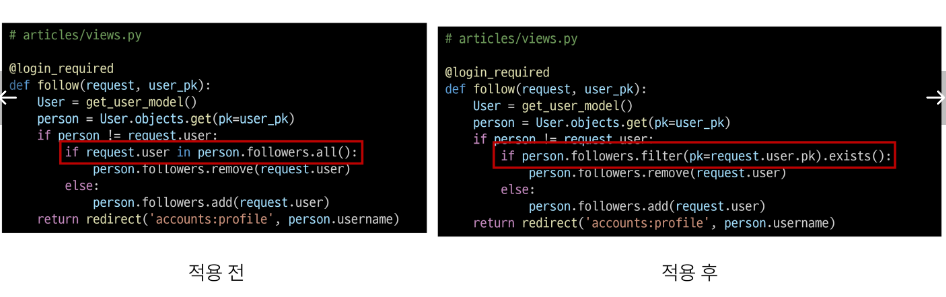 # articles/views.py
@login_required
def follow(request, user_pk):
    User = get_user_model()
    person = User.objects.get(pk=user_pk)
    if person != request.user:
        if request.user in person.followers.all():
            person.followers.remove(request.user)
        else:
            person.followers.add(request.user)
    return redirect('accounts:profile', person.username)
적용 전
# articles/views.py
@login_required
def follow(request, user_pk):
    User = get_user_model()
    person = User.objects.get(pk=user_pk)
    if person != request.user:
        if person.followers.filter(pk=request.user.pk).exists():
            person.followers.remove(request.user)
        else:
            person.followers.add(request.user)
    return redirect('accounts:profile', person.username)
적용 후